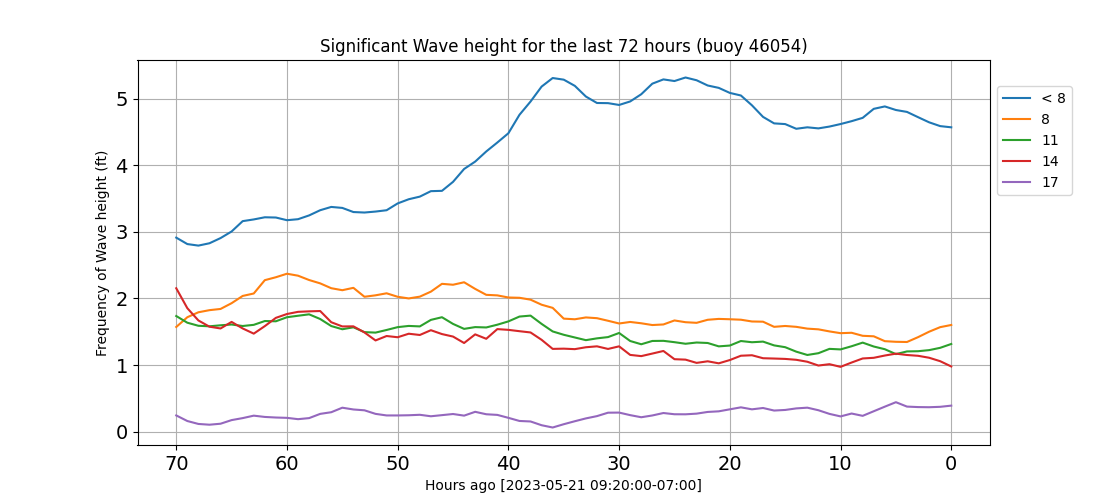 Significant Wave height for the last 72 hours (buoy 46054)
Frequency of Wave height (ft)
5
4
3
2
1
0
70 60 50 40 30 20 10 0
Hours ago [2023-05-21 09:20:00-07:00]
< 8
8
11
14
17